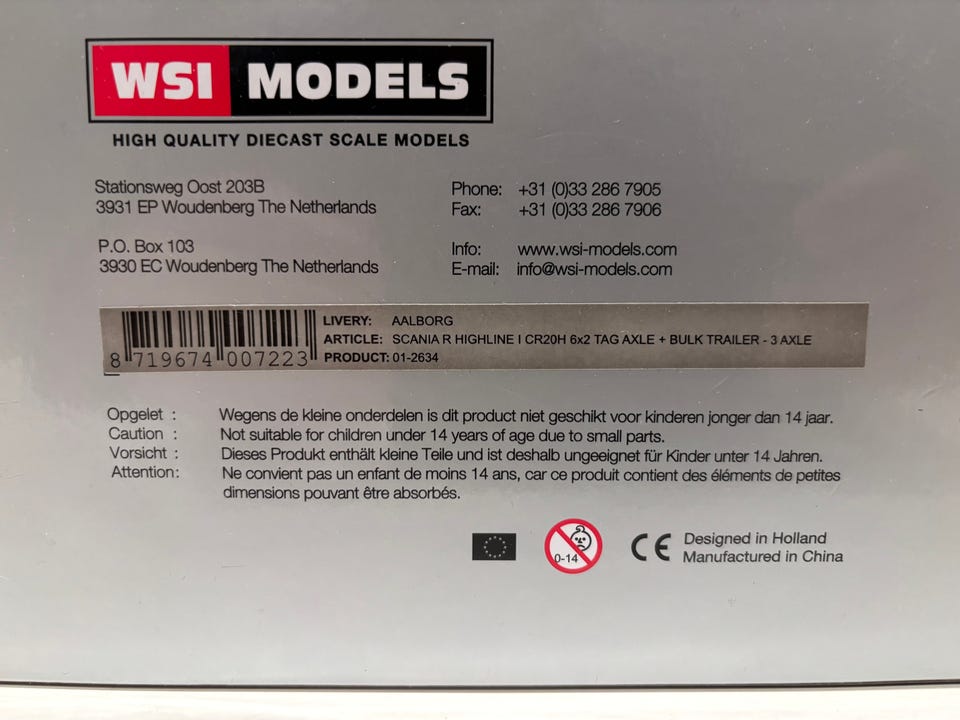 WSI MODELS
HIGH QUALITY DIECAST SCALE MODELS
Stationsweg Oost 203B
3931 EP Woudenberg The Netherlands
P.O. Box 103
3930 EC Woudenberg The Netherlands
Phone: +31 (0)33 286 7905
Fax: +31 (0)33 286 7906
Info: www.wsi-models.com
E-mail: info@wsi-models.com
8 719674 007223
LIVERY: AALBORG
ARTICLE: SCANIA R HIGHLINE I CR20H 6x2 TAG AXLE + BULK TRAILER - 3 AXLE
PRODUCT: 01-2634
Opgelet : Wegens de kleine onderdelen is dit product niet geschikt voor kinderen jonger dan 14 jaar.
Caution : Not suitable for children under 14 years of age due to small parts.
Vorsicht : Dieses Produkt enthält kleine Teile und ist deshalb ungeeignet für Kinder unter 14 Jahren.
Attention: Ne convient pas un enfant de moins 14 ans, car ce produit contient des éléments de petites
dimensions pouvant être absorbés.
0-14
CE
Designed in Holland
Manufactured in China